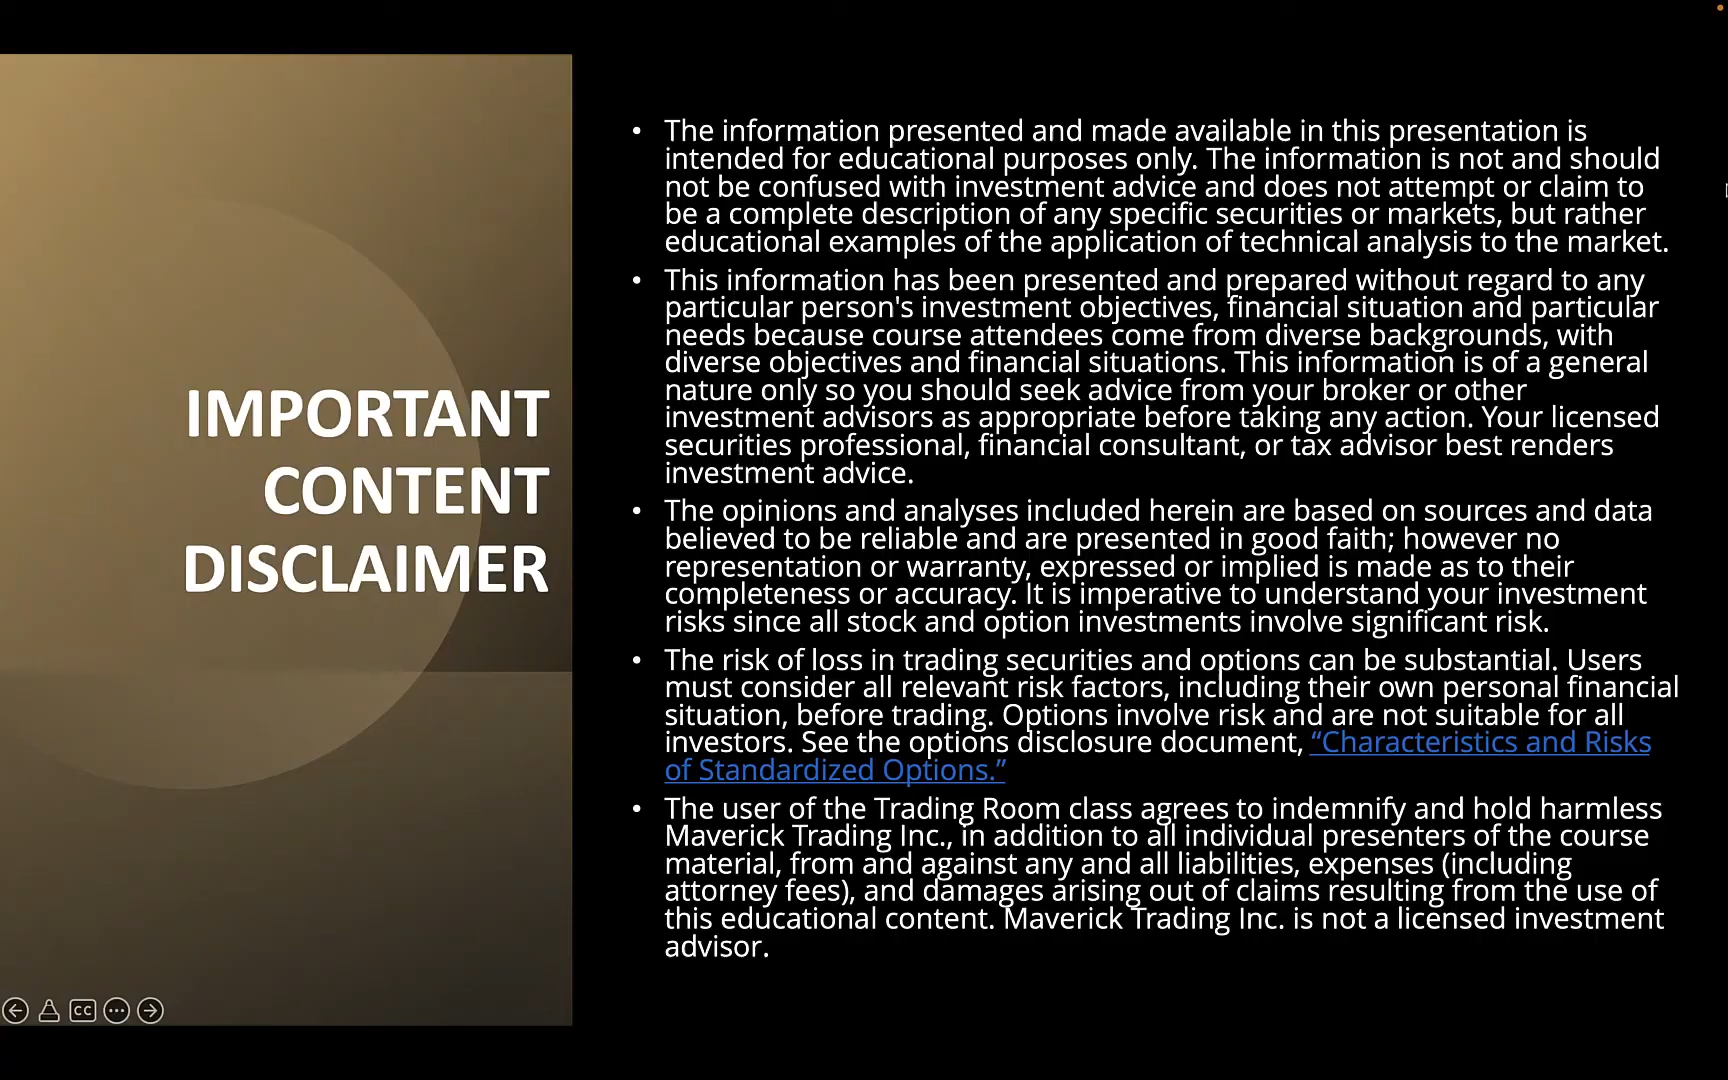 IMPORTANT
CONTENT
DISCLAIMER
• The information presented and made available in this presentation is
intended for educational purposes only. The information is not and should
not be confused with investment advice and does not attempt or claim to
be a complete description of any specific securities or markets, but rather
educational examples of the application of technical analysis to the market.
• This information has been presented and prepared without regard to any
particular person's investment objectives, financial situation and particular
needs because course attendees come from diverse backgrounds, with
diverse objectives and financial situations. This information is of a general
nature only so you should seek advice from your broker or other
investment advisors as appropriate before taking any action. Your licensed
securities professional, financial consultant, or tax advisor best renders
investment advice.
• The opinions and analyses included herein are based on sources and data
believed to be reliable and are presented in good faith; however no
representation or warranty, expressed or implied is made as to their
completeness or accuracy. It is imperative to understand your investment
risks since all stock and option investments involve significant risk.
• The risk of loss in trading securities and options can be substantial. Users
must consider all relevant risk factors, including their own personal financial
situation, before trading. Options involve risk and are not suitable for all
investors. See the options disclosure document, “Characteristics and Risks
of Standardized Options.”
• The user of the Trading Room class agrees to indemnify and hold harmless
Maverick Trading Inc., in addition to all individual presenters of the course
material, from and against any and all liabilities, expenses (including
attorney fees), and damages arising out of claims resulting from the use of
this educational content. Maverick Trading Inc. is not a licensed investment
advisor.
CC